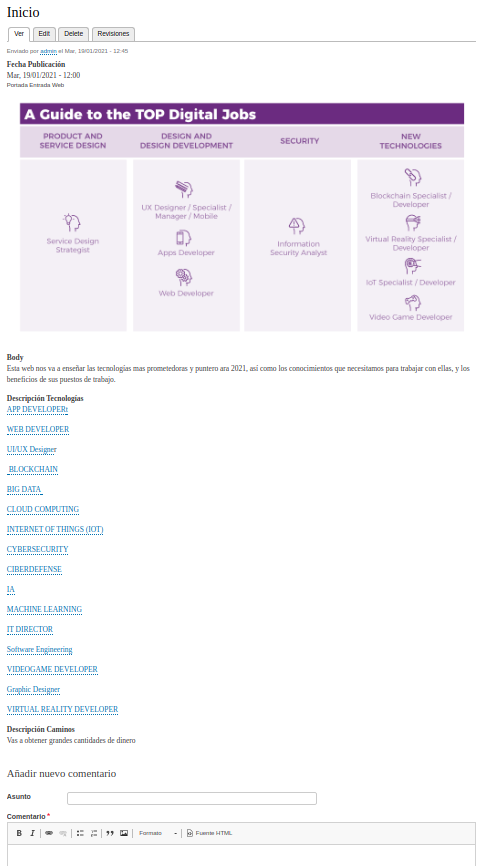 Inicio
Ver Edit Delete Revisiones
Enviado por admin el Mar, 19/01/2021 - 12:45
Fecha Publicación
Mar, 19/01/2021 - 12:00
Portada Entrada Web
A Guide to the TOP Digital Jobs
PRODUCT AND
SERVICE DESIGN
Service Design
Strategist
DESIGN AND
DESIGN DEVELOPMENT
UX Designer / Specialist /
Manager / Mobile
Apps Developer
Web Developer
SECURITY
Information
Security Analyst
NEW
TECHNOLOGIES
Blockchain Specialist /
Developer
Virtual Reality Specialist /
Developer
IoT Specialist / Developer
Video Game Developer
Body
Esta web nos va a enseñar las tecnologías mas prometedoras y puntero ara 2021, así como los conocimientos que necesitamos para trabajar con ellas, y los
beneficios de sus puestos de trabajo.
Descripción Tecnologías
APP DEVELOPERt
WEB DEVELOPER
UI/UX Designer
BLOCKCHAIN
BIG DATA
CLOUD COMPUTING
INTERNET OF THINGS (IOT)
CYBERSECURITY
CIBERDEFENSE
IA
MACHINE LEARNING
IT DIRECTOR
Software Engineering
VIDEOGAME DEVELOPER
Graphic Designer
VIRTUAL REALITY DEVELOPER
Descripción Caminos
Vas a obtener grandes cantidades de dinero
Añadir nuevo comentario
Asunto
Comentario *
B I Formato Fuente HTML